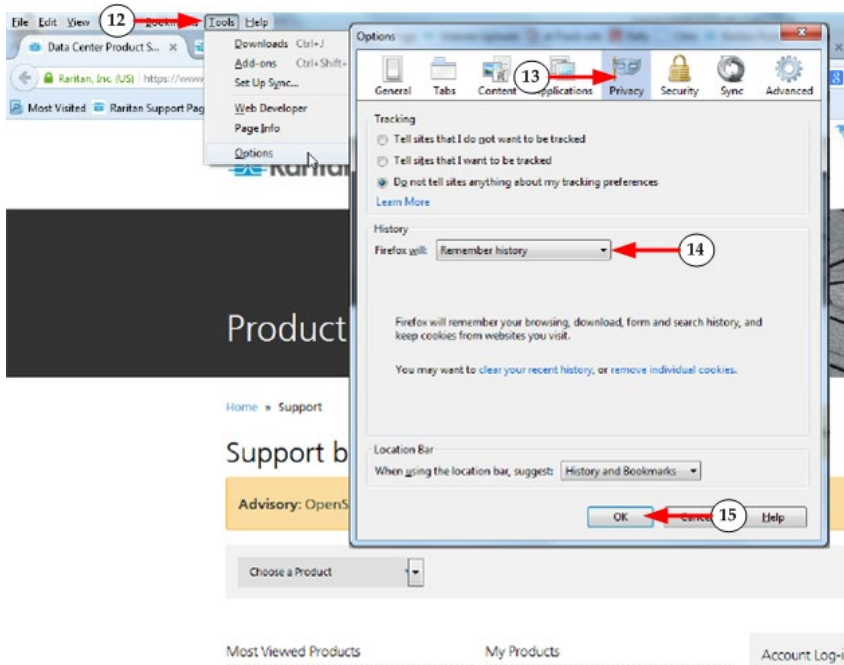 File Edit View 12 Tools Help
Data Center Product S...
Raritan, Inc. (US) https://www
Most Visited Raritan Support Pag
Downloads Ctrl+J
Add-ons Ctrl+Shift+
Set Up Sync...
Web Developer
Page Info
Options
Raritan
Product
Home » Support
Support b
Advisory: OpenS
Choose a Product
Most Viewed Products
My Products
Account Log-i
Options
13
General Tabs Content Applications Privacy Security Sync Advanced
Tracking
Tell sites that I do not want to be tracked
Tell sites that I want to be tracked
Do not tell sites anything about my tracking preferences
Learn More
History
Firefox will: Remember history 14
Firefox will remember your browsing, download, form and search history, and
keep cookies from websites you visit.
You may want to clear your recent history, or remove individual cookies.
Location Bar
When using the location bar, suggest: History and Bookmarks
OK 15 Help